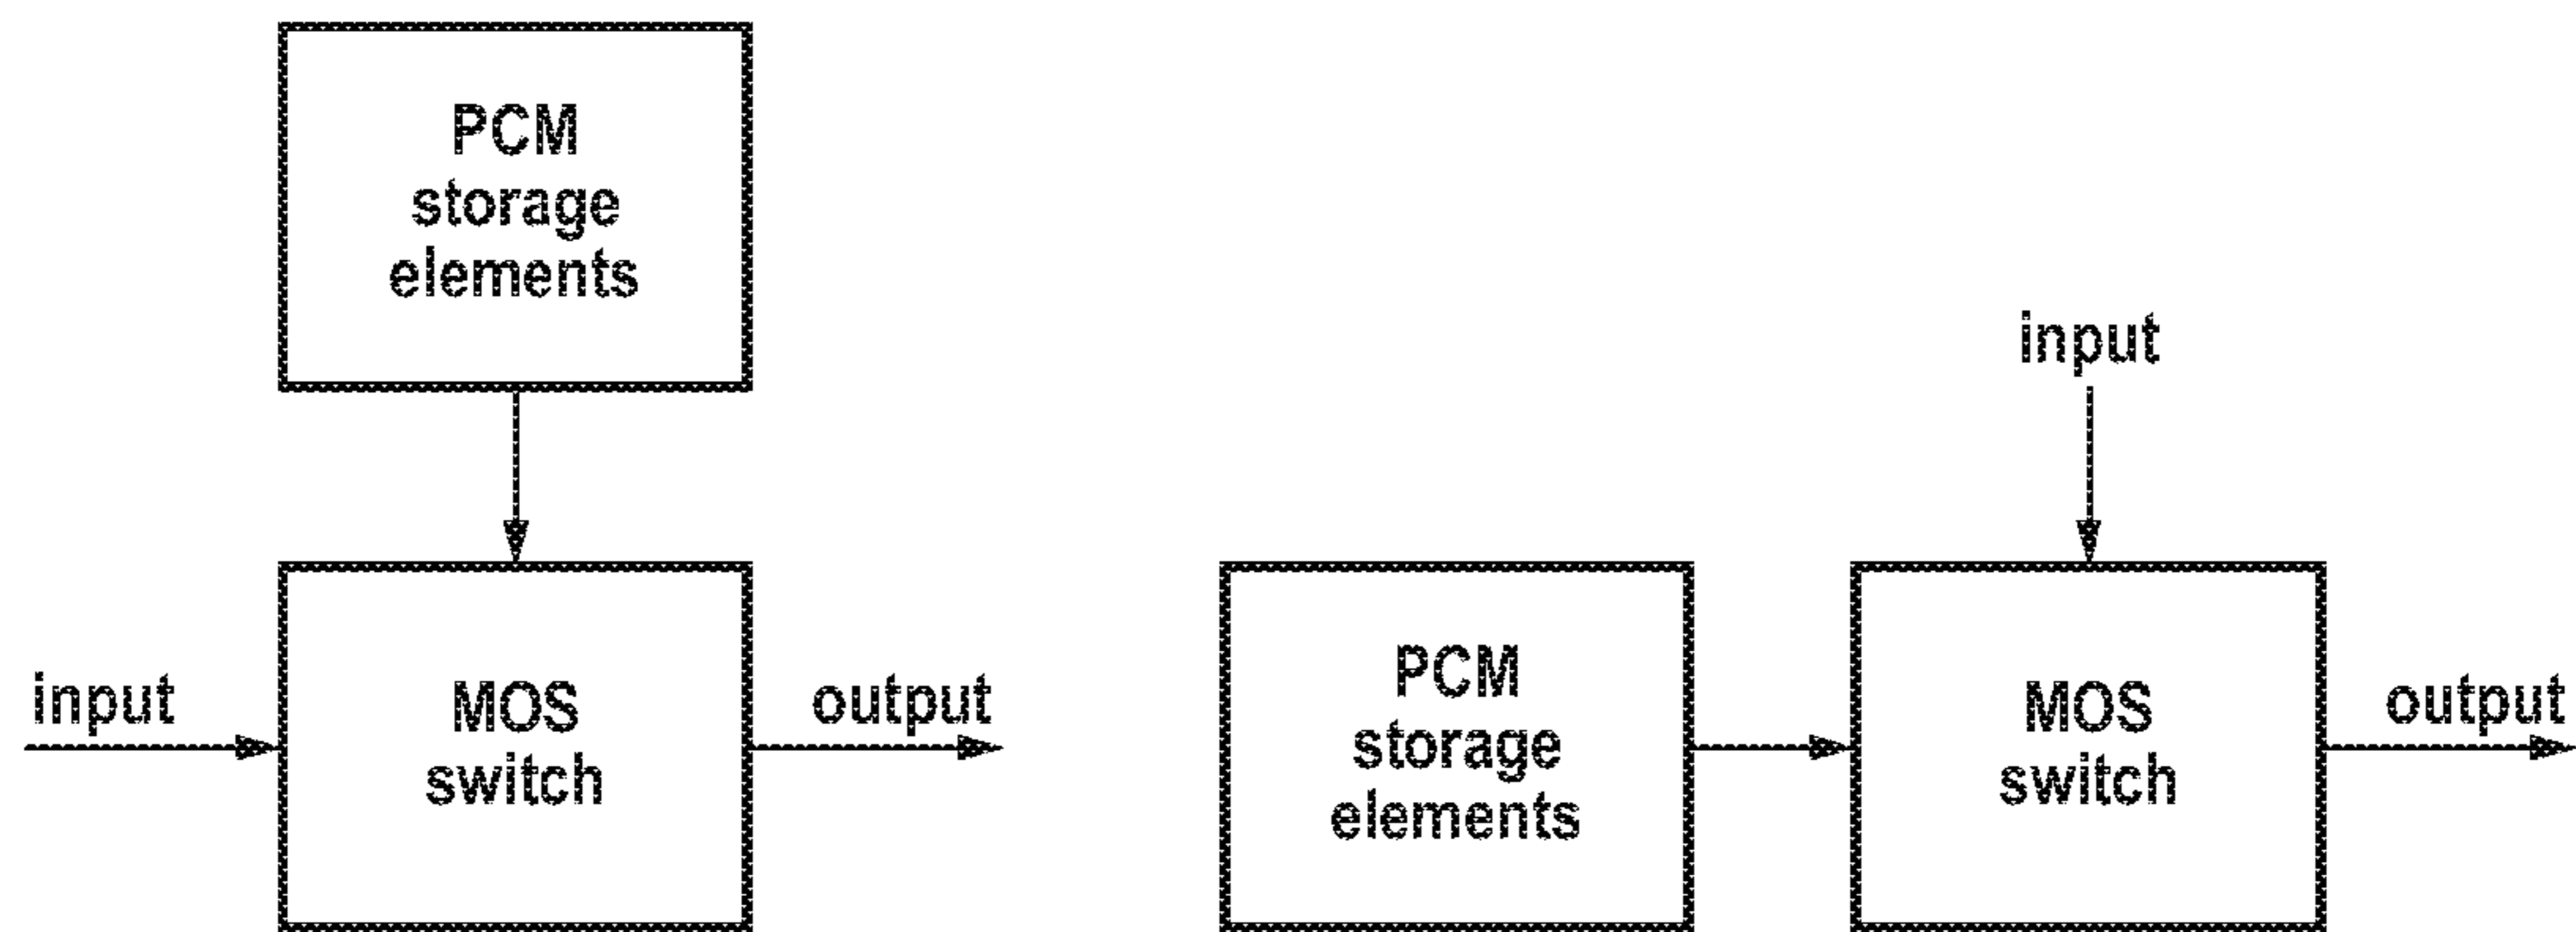 PCM
storage
elements
input
MOS
switch
output
input
PCM
storage
elements
MOS
switch
output